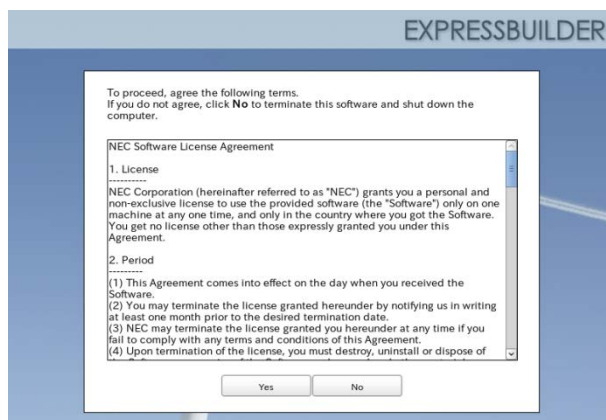 EXPRESSBUILDER
To proceed, agree the following terms.
If you do not agree, click No to terminate this software and shut down the
computer.
NEC Software License Agreement
1. License
----------
NEC Corporation (hereinafter referred to as "NEC") grants you a personal and
non-exclusive license to use the provided software (the "Software") only on one
machine at any one time, and only in the country where you got the Software.
You get no license other than those expressly granted you under this
Agreement.
2. Period
---------
(1) This Agreement comes into effect on the day when you received the
Software.
(2) You may terminate the license granted hereunder by notifying us in writing
at least one month prior to the desired termination date.
(3) NEC may terminate the license granted you hereunder at any time if you
fail to comply with any terms and conditions of this Agreement.
(4) Upon termination of the license, you must destroy, uninstall or dispose of
Yes No